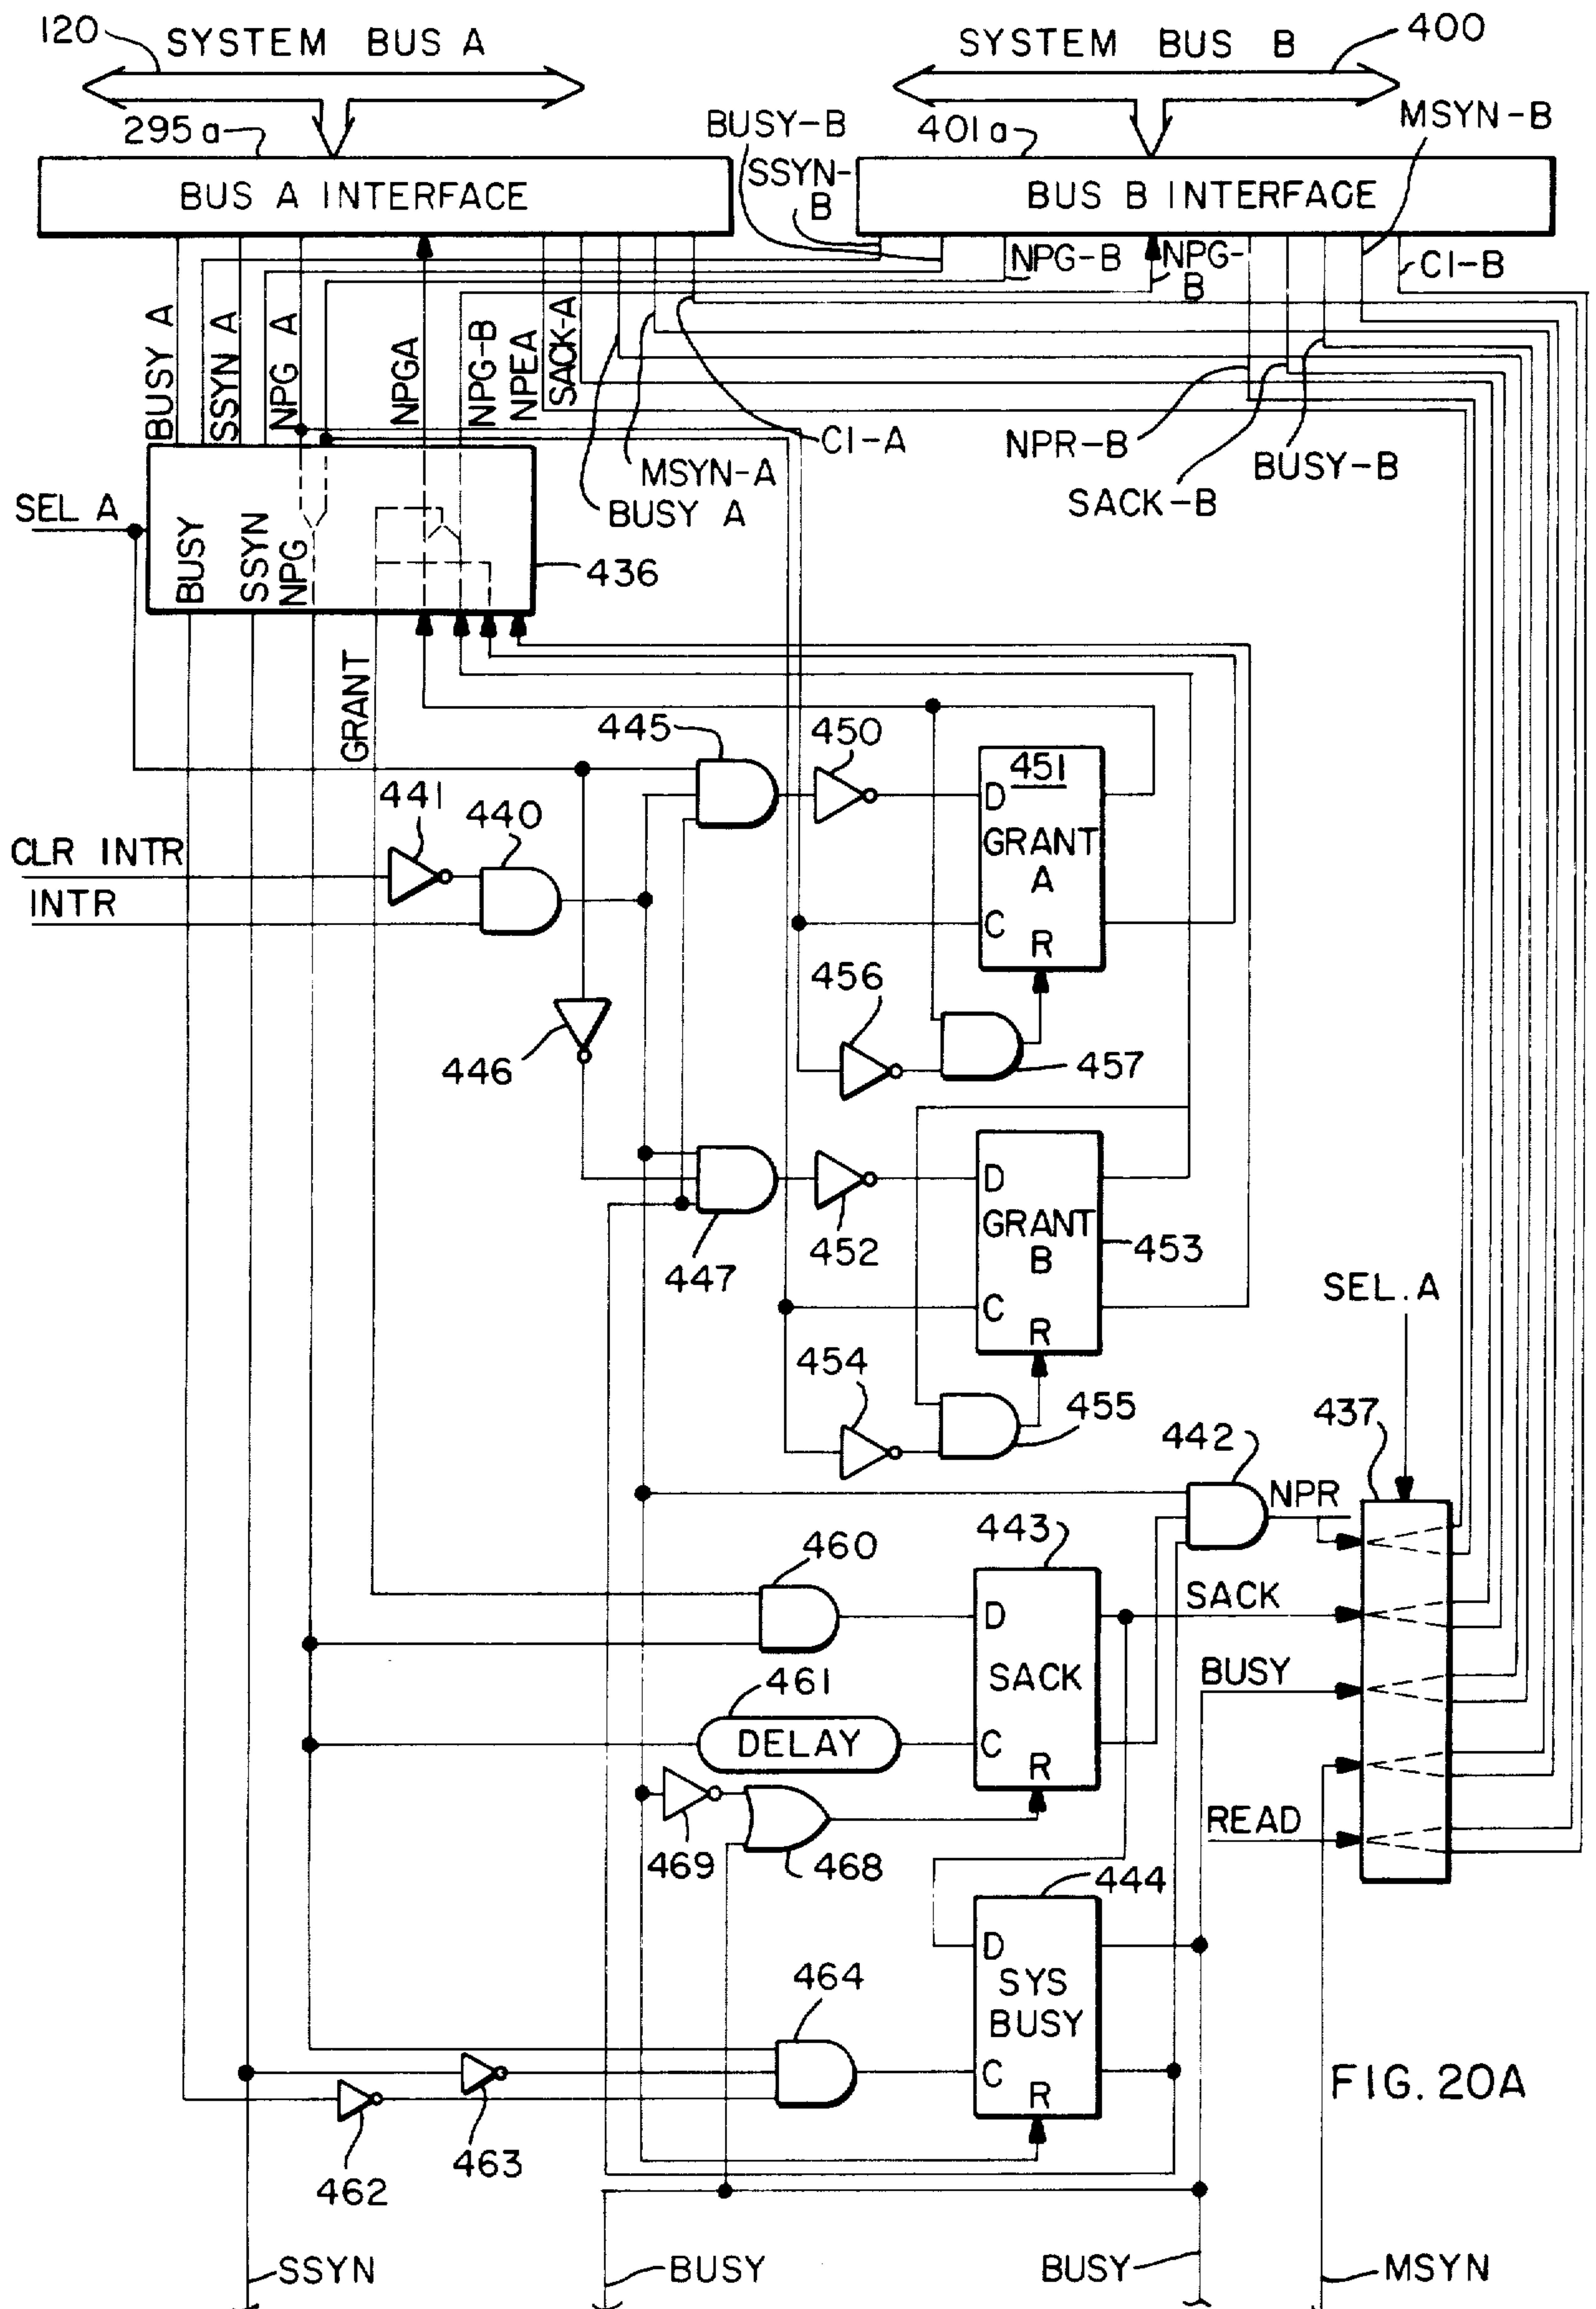 120
SYSTEM BUS A
SYSTEM BUS B
400
295a
BUSY-B
401a
MSYN-B
SSYN-
B
BUS A INTERFACE
BUS B INTERFACE
NPG-B
NPG-
B
CI-B
BUSY A
SSYN A
NPG A
NPGA
NPG-B
NPEA
SACK-A
CI-A
MSYN-A
BUSY A
NPR-B
SACK-B
BUSY-B
SEL A
BUSY
SSYN
NPG
436
GRANT
445
450
451
D
GRANT
A
C
R
441
440
CLR INTR
INTR
456
446
457
D
GRANT
B
C
R
447
452
453
SEL.A
454
455
442
437
NPR
443
460
D
SACK
C
R
SACK
461
DELAY
BUSY
469
468
READ
444
D
SYS
BUSY
C
R
464
463
462
FIG. 20A
SSYN
BUSY
BUSY
MSYN